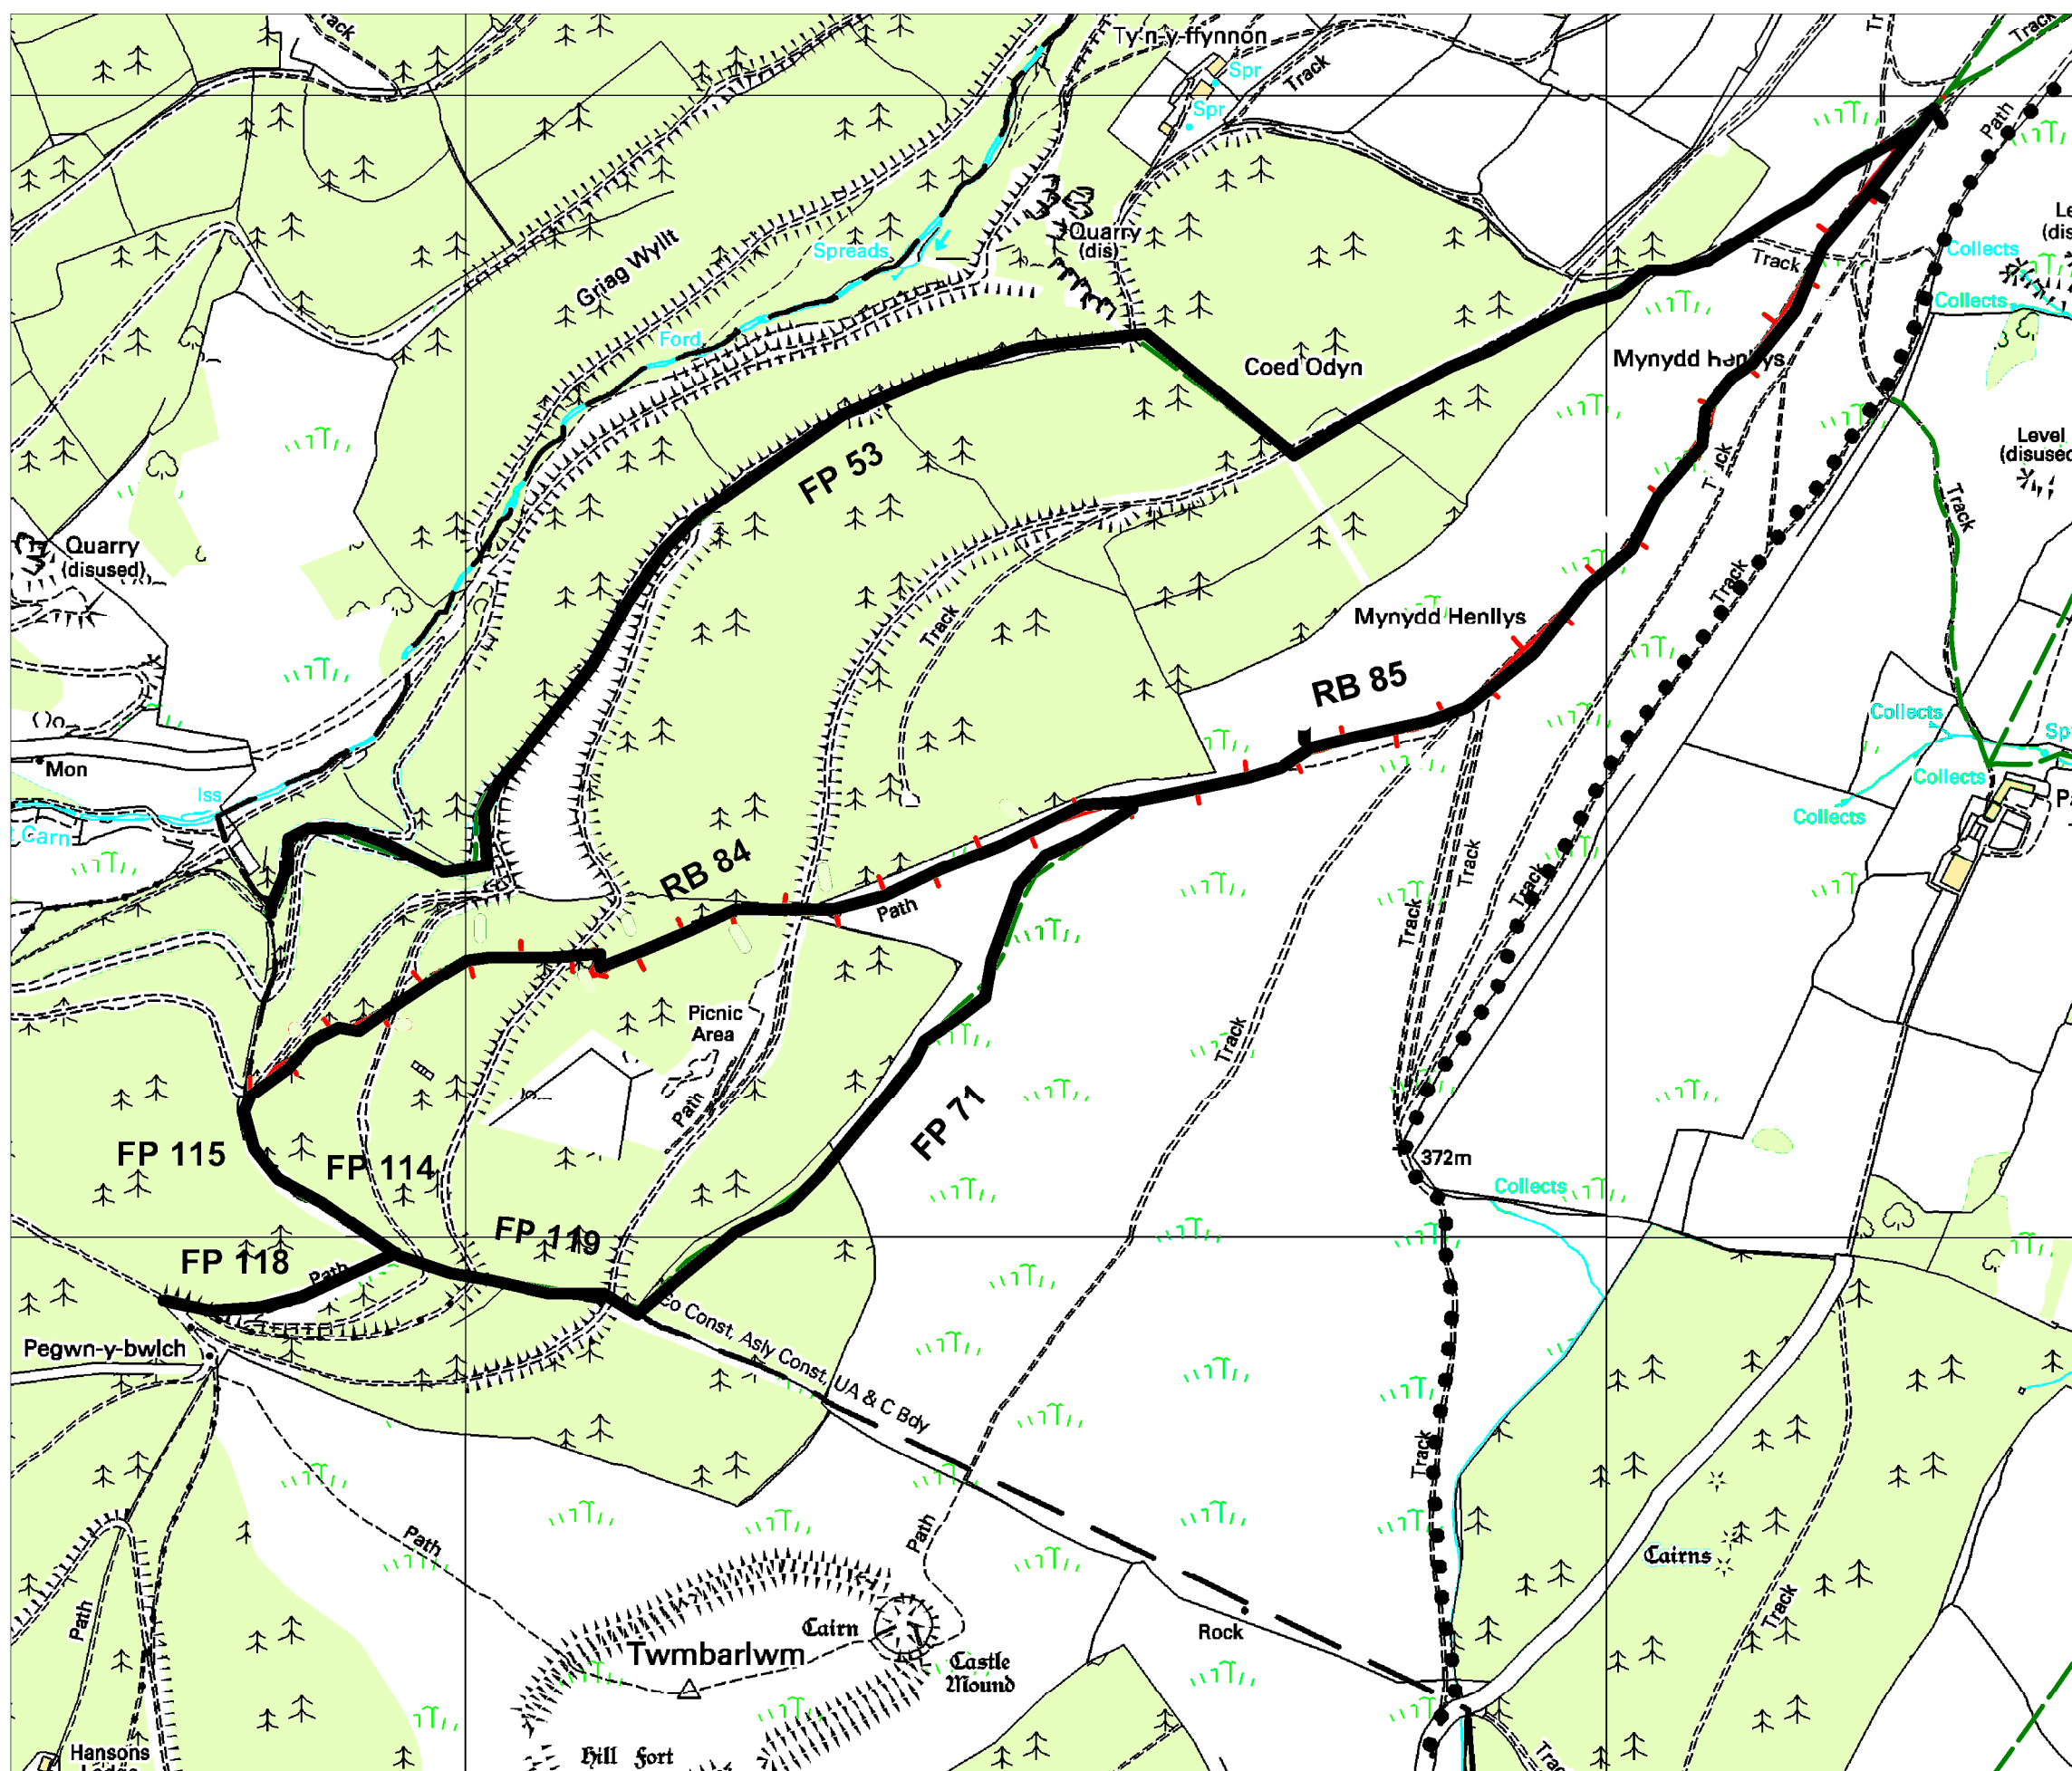 Track
Ty'n-y-ffynnon
Track
Spr
Spr
Track
Path
Quarry
(dis)
Spreads
Griag Wyllt
Collects
Track
Collects
Ford
Coed Odyn
Mynydd Henllys
FP 53
Level
Track
Quarry
(disused)
Track
Track
Mynydd Henllys
RB 85
Collects
Mon
Collects
Iss
Collects
Carn
RB 84
Track
Track
Track
Path
Picnic
Area
Track
Path
FP 71
FP 115
FP 114
372m
Collects
FP 119
FP 118
Path
Co Const, Asly Const, UA & C Bdy
Pegwn-y-bwlch
Track
Path
Path
Cairns
Path
Track
Cairn
Rock
Twmbarlwm
Castle
Mound
Hansons
Hill Fort